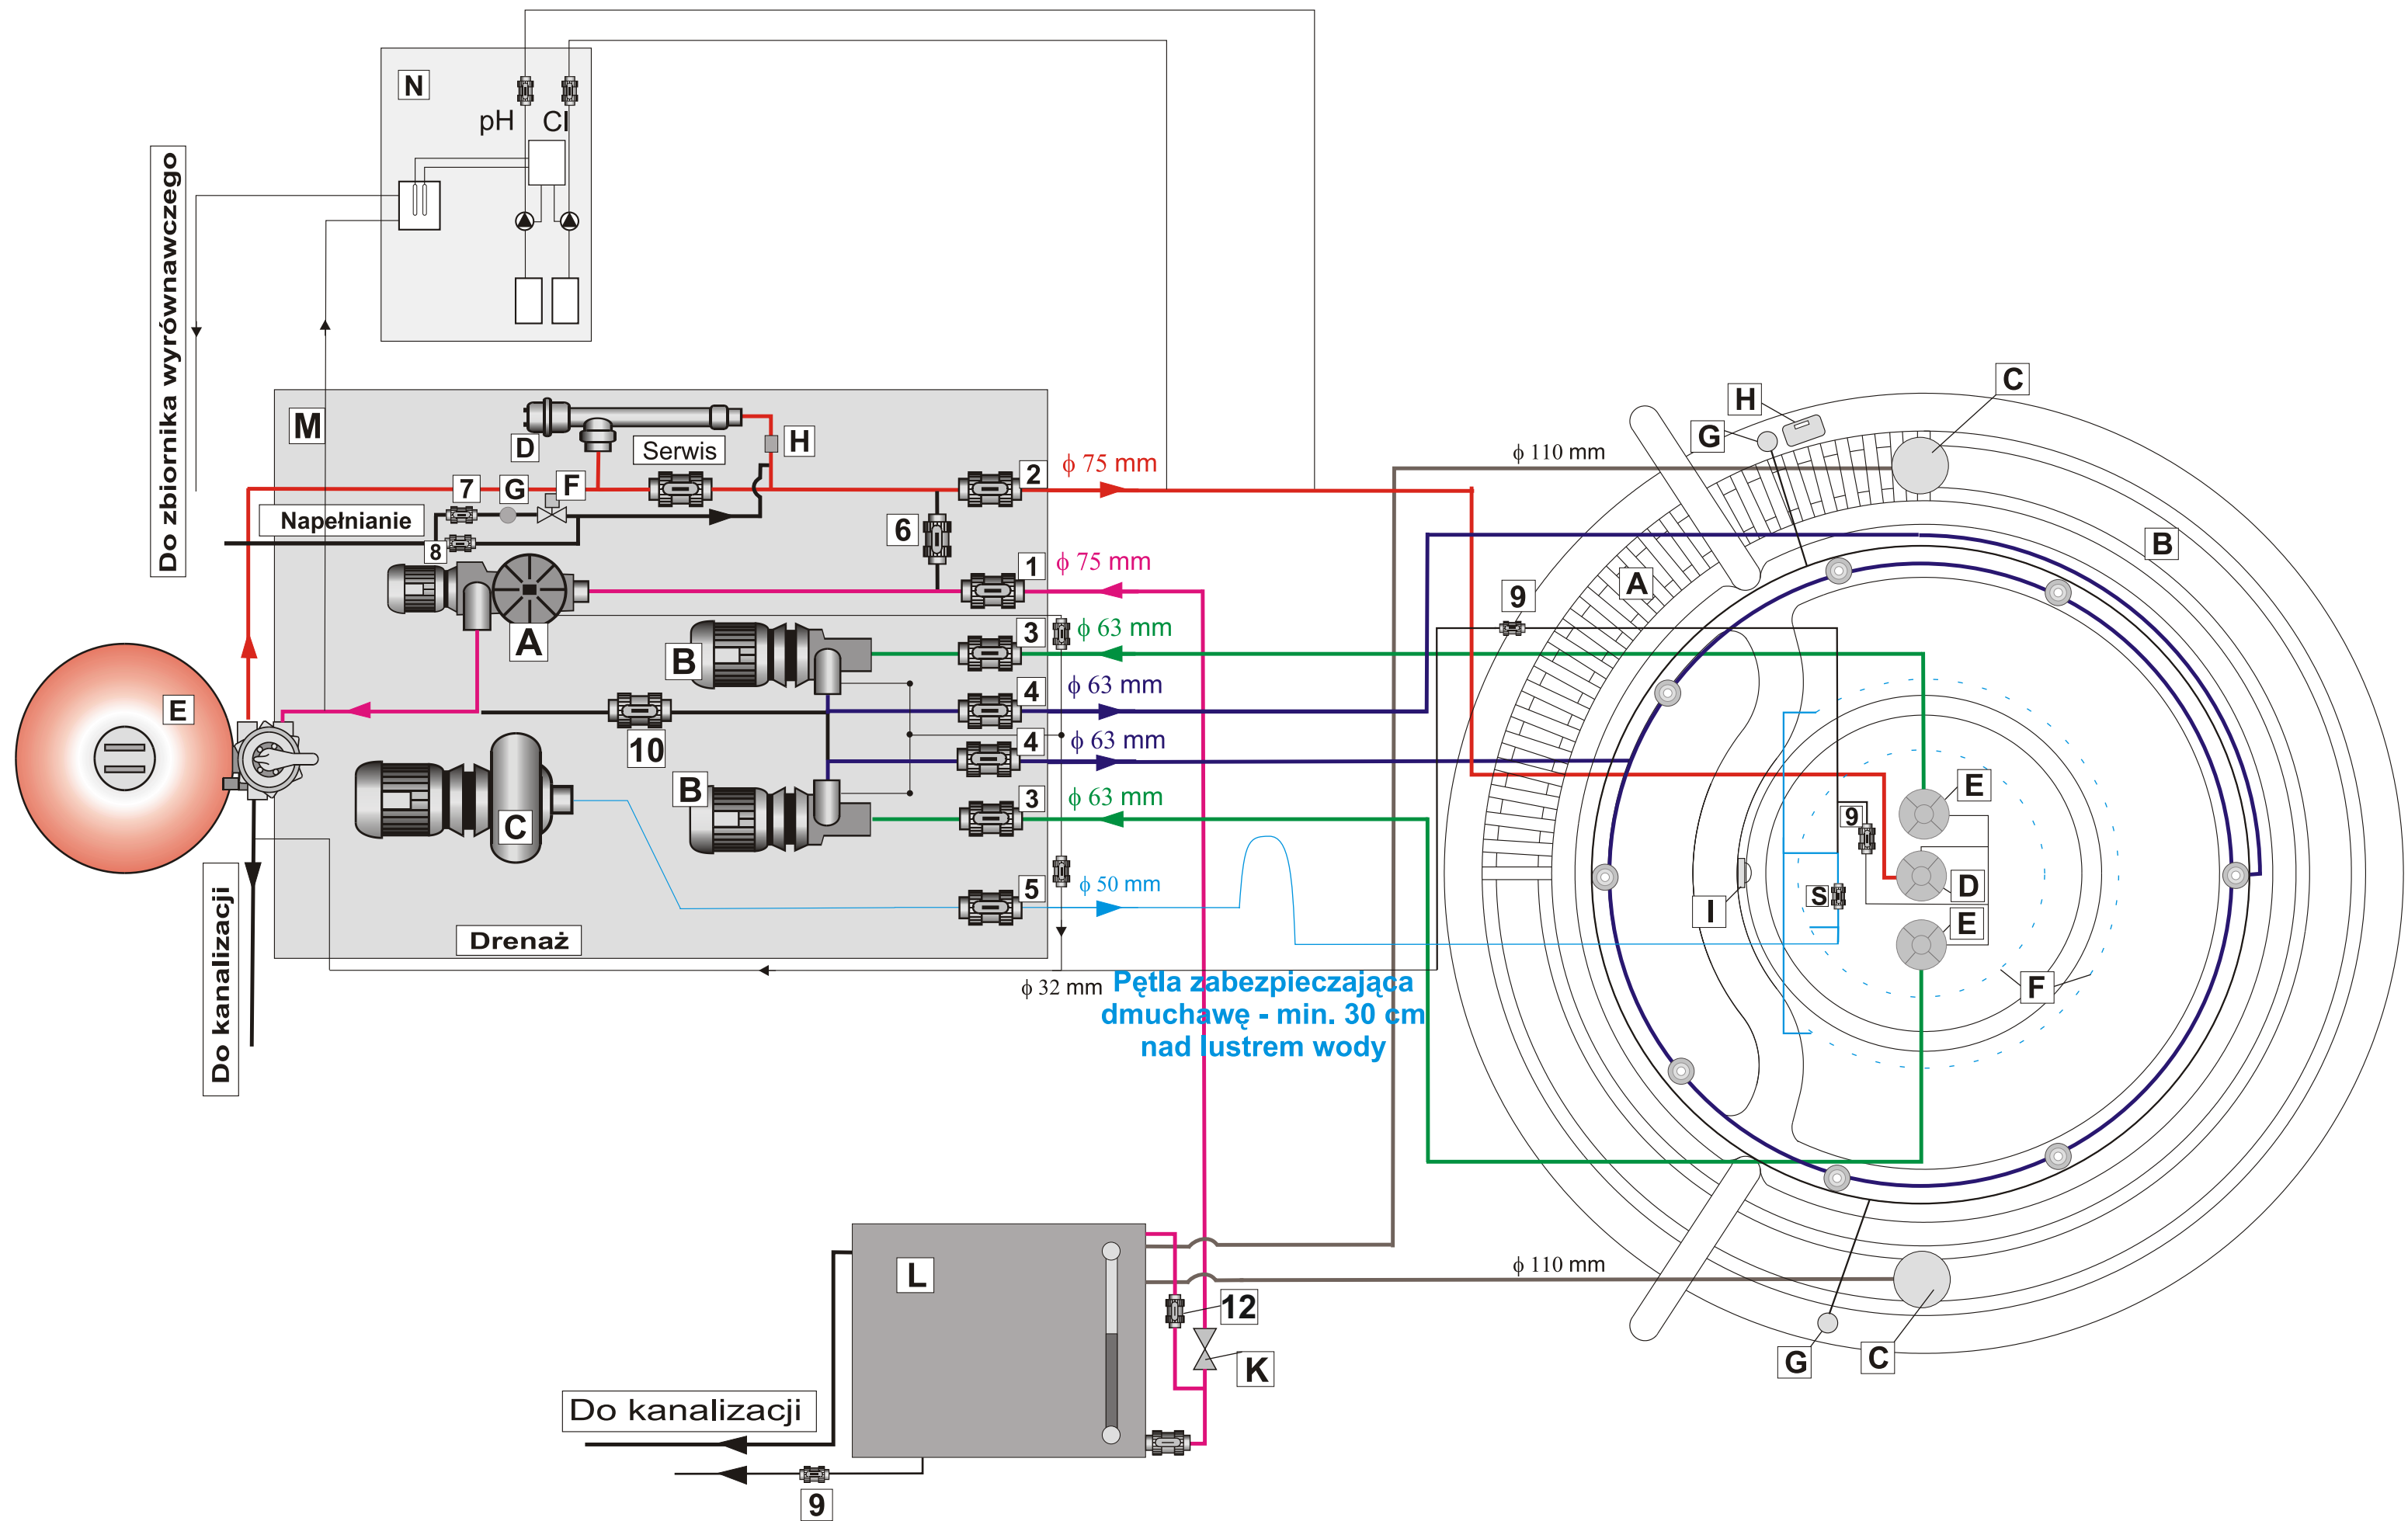 N
pH
Cl
Do zbiornika wyrównawczego
M
D
Serwis
H
2
ϕ 75 mm
7
G
F
Napełnianie
8
6
1
ϕ 75 mm
A
3
ϕ 63 mm
B
4
ϕ 63 mm
4
ϕ 63 mm
10
E
B
3
ϕ 63 mm
C
5
ϕ 50 mm
Drenaż
Do kanalizacji
ϕ 32 mm
Pętla zabezpieczająca
dmuchawę - min. 30 cm
nad lustrem wody
ϕ 110 mm
H
G
C
B
A
9
E
9
D
S
I
E
F
L
12
K
ϕ 110 mm
G
C
Do kanalizacji
9